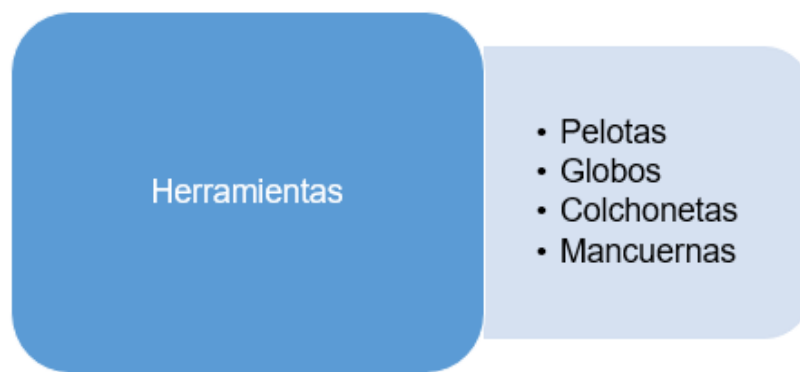 Herramientas
• Pelotas
• Globos
• Colchonetas
• Mancuernas